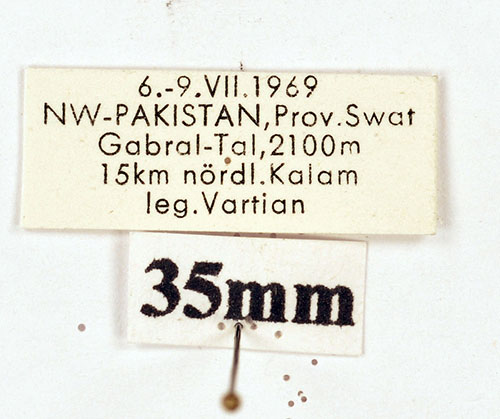 6.-9.VII.1969
NW-PAKISTAN,Prov.Swat
Gabral-Tal,2100m
15km nördl.Kalam
leg.Vartian
35mm